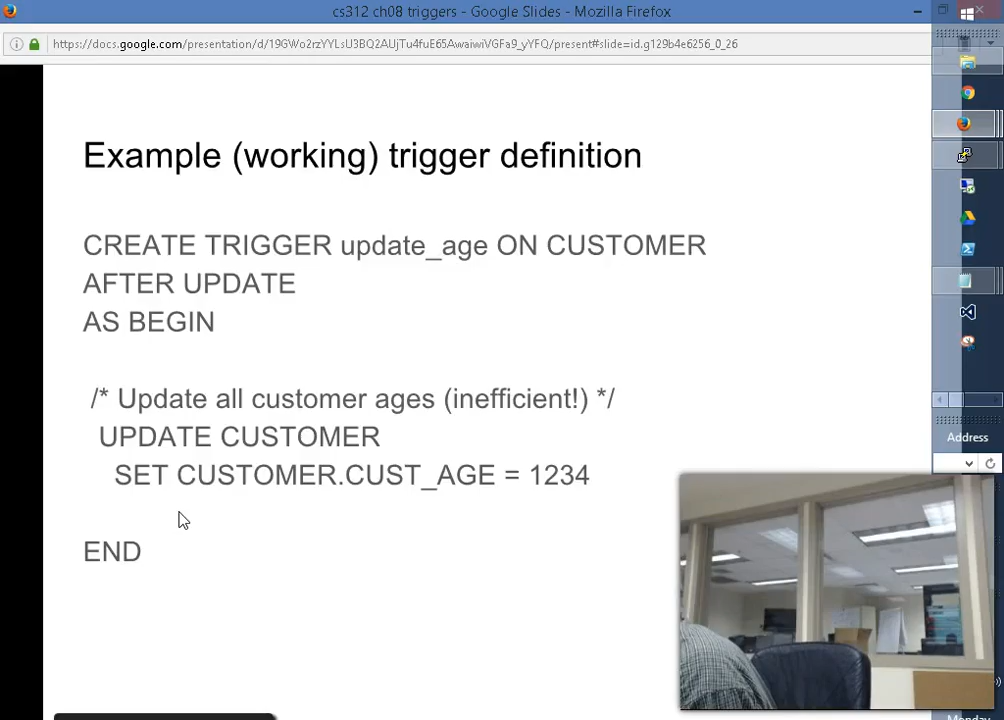 cs312 ch08 triggers - Google Slides - Mozilla Firefox
https://docs.google.com/presentation/d/19GWo2rzYYLsU3BQ2AUjTu4fuE65AwaiwiVGFa9_yYFQ/present#slide=id.g129b4e6256_0_26
Example (working) trigger definition
CREATE TRIGGER update_age ON CUSTOMER
AFTER UPDATE
AS BEGIN
/* Update all customer ages (inefficient!) */
UPDATE CUSTOMER
SET CUSTOMER.CUST_AGE = 1234
END
Address
Monday